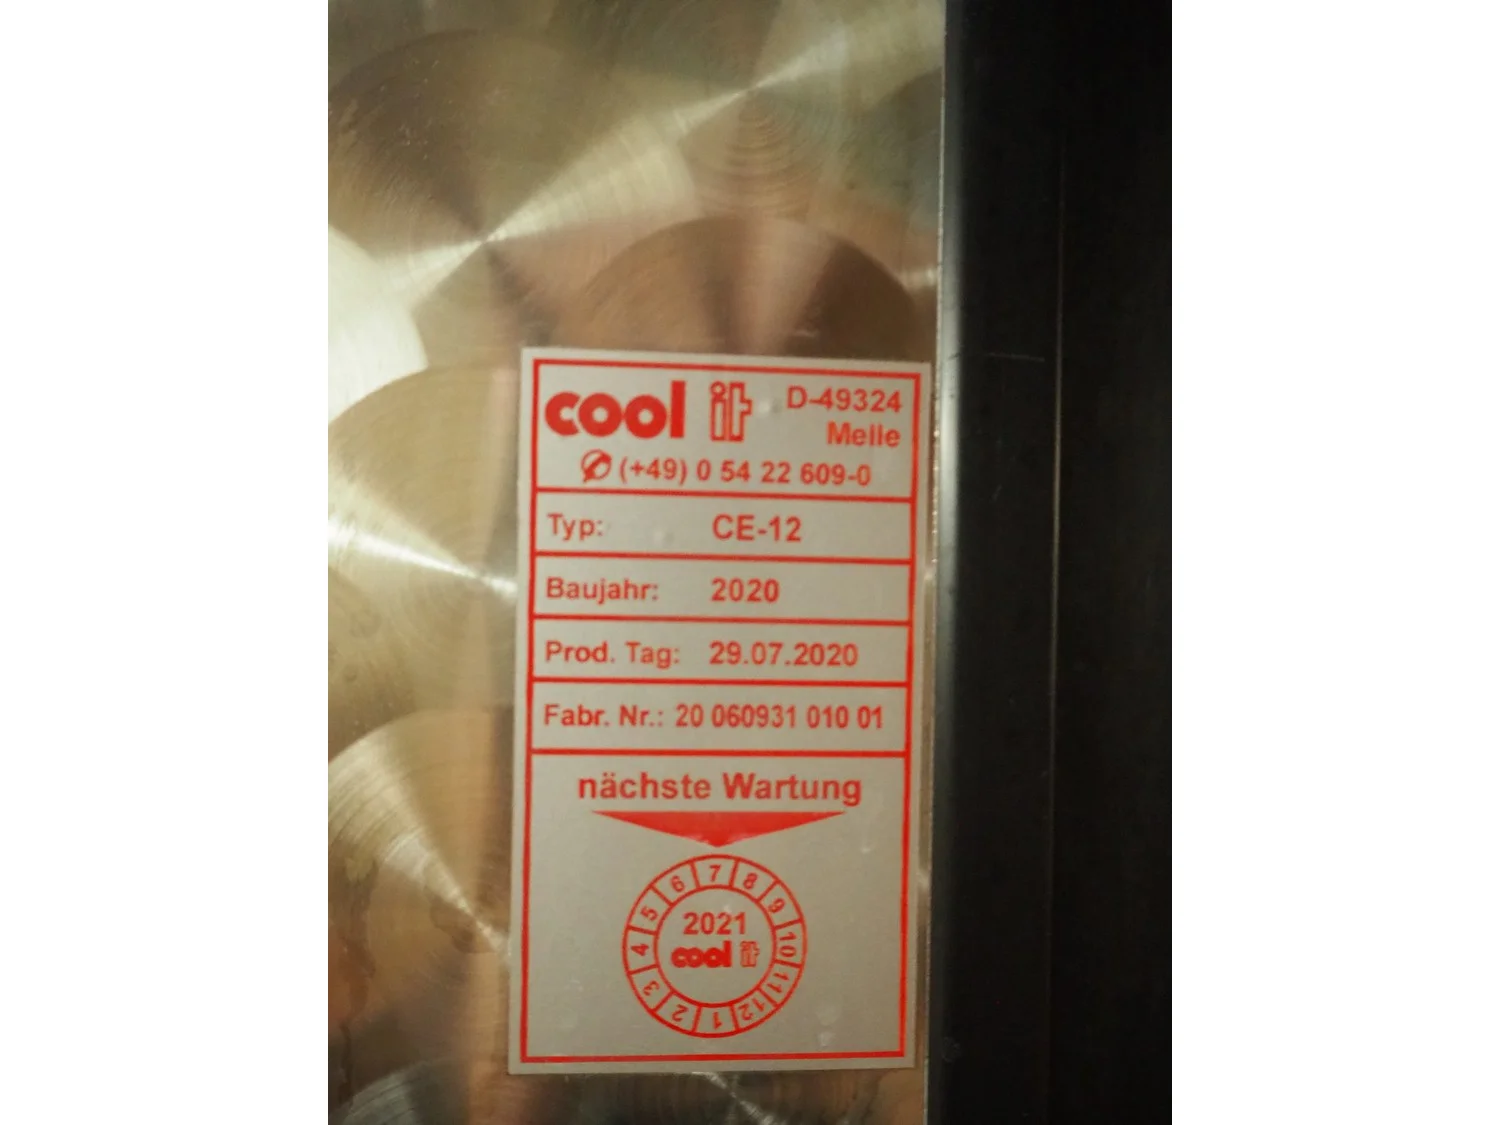 cool it D-49324
Melle
(+49) 0 54 22 609-0
Typ: CE-12
Baujahr: 2020
Prod. Tag: 29.07.2020
Fabr. Nr.: 20 060931 010 01
nächste Wartung
1 2 3 4 5 6 7 8 9 10 11 12
2021
cool it